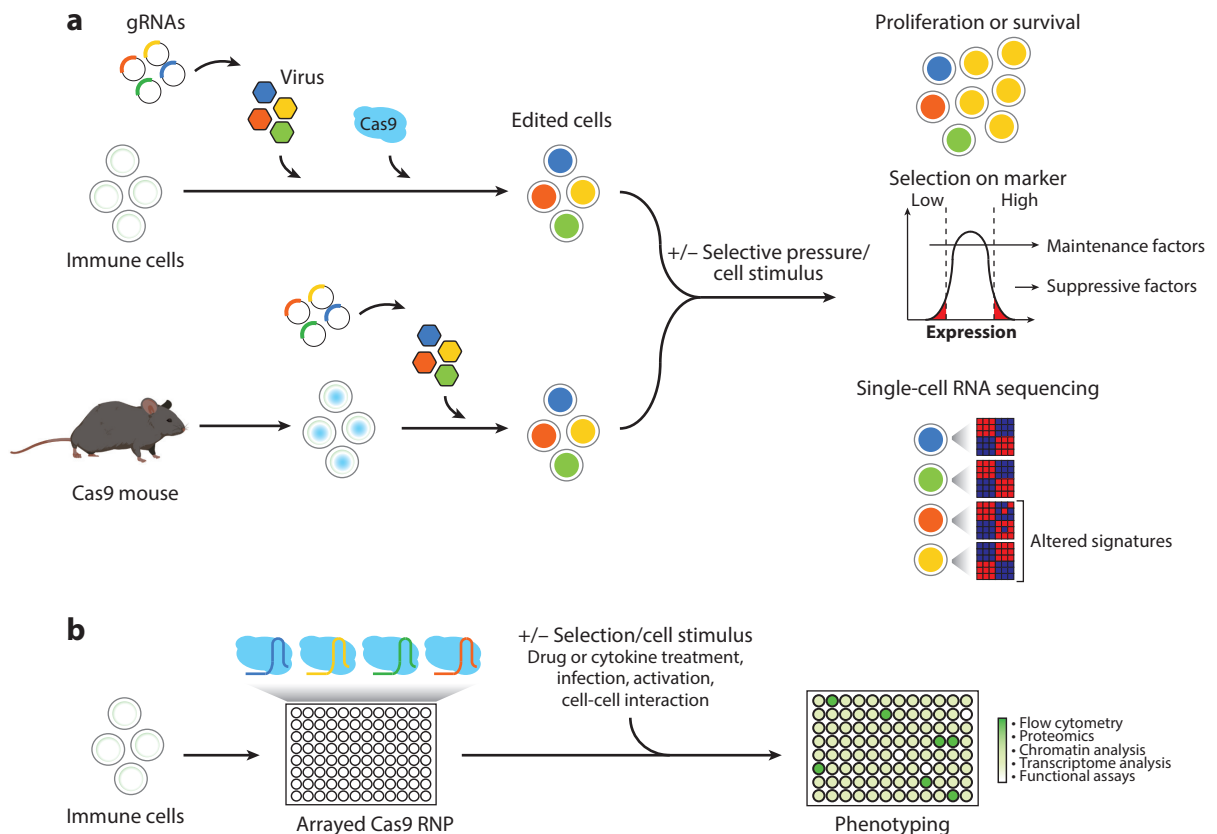 a
gRNAs
Virus
Cas9
Immune cells
Edited cells
Cas9 mouse
+/– Selective pressure/
cell stimulus
Proliferation or survival
Selection on marker
Low
High
Maintenance factors
Suppressive factors
Expression
Single-cell RNA sequencing
Altered signatures
b
Immune cells
Arrayed Cas9 RNP
+/– Selection/cell stimulus
Drug or cytokine treatment,
infection, activation,
cell-cell interaction
Phenotyping
• Flow cytometry
• Proteomics
• Chromatin analysis
• Transcriptome analysis
• Functional assays